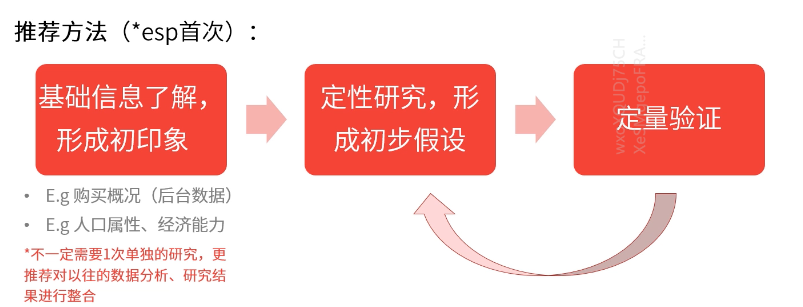 推荐方法（*esp首次）：
基础信息了解，
形成初印象
定性研究，形
成初步假设
定量验证
• E.g 购买概况（后台数据）
• E.g 人口属性、经济能力
*不一定需要1次单独的研究，更
推荐对以往的数据分析、研究结
果进行整合